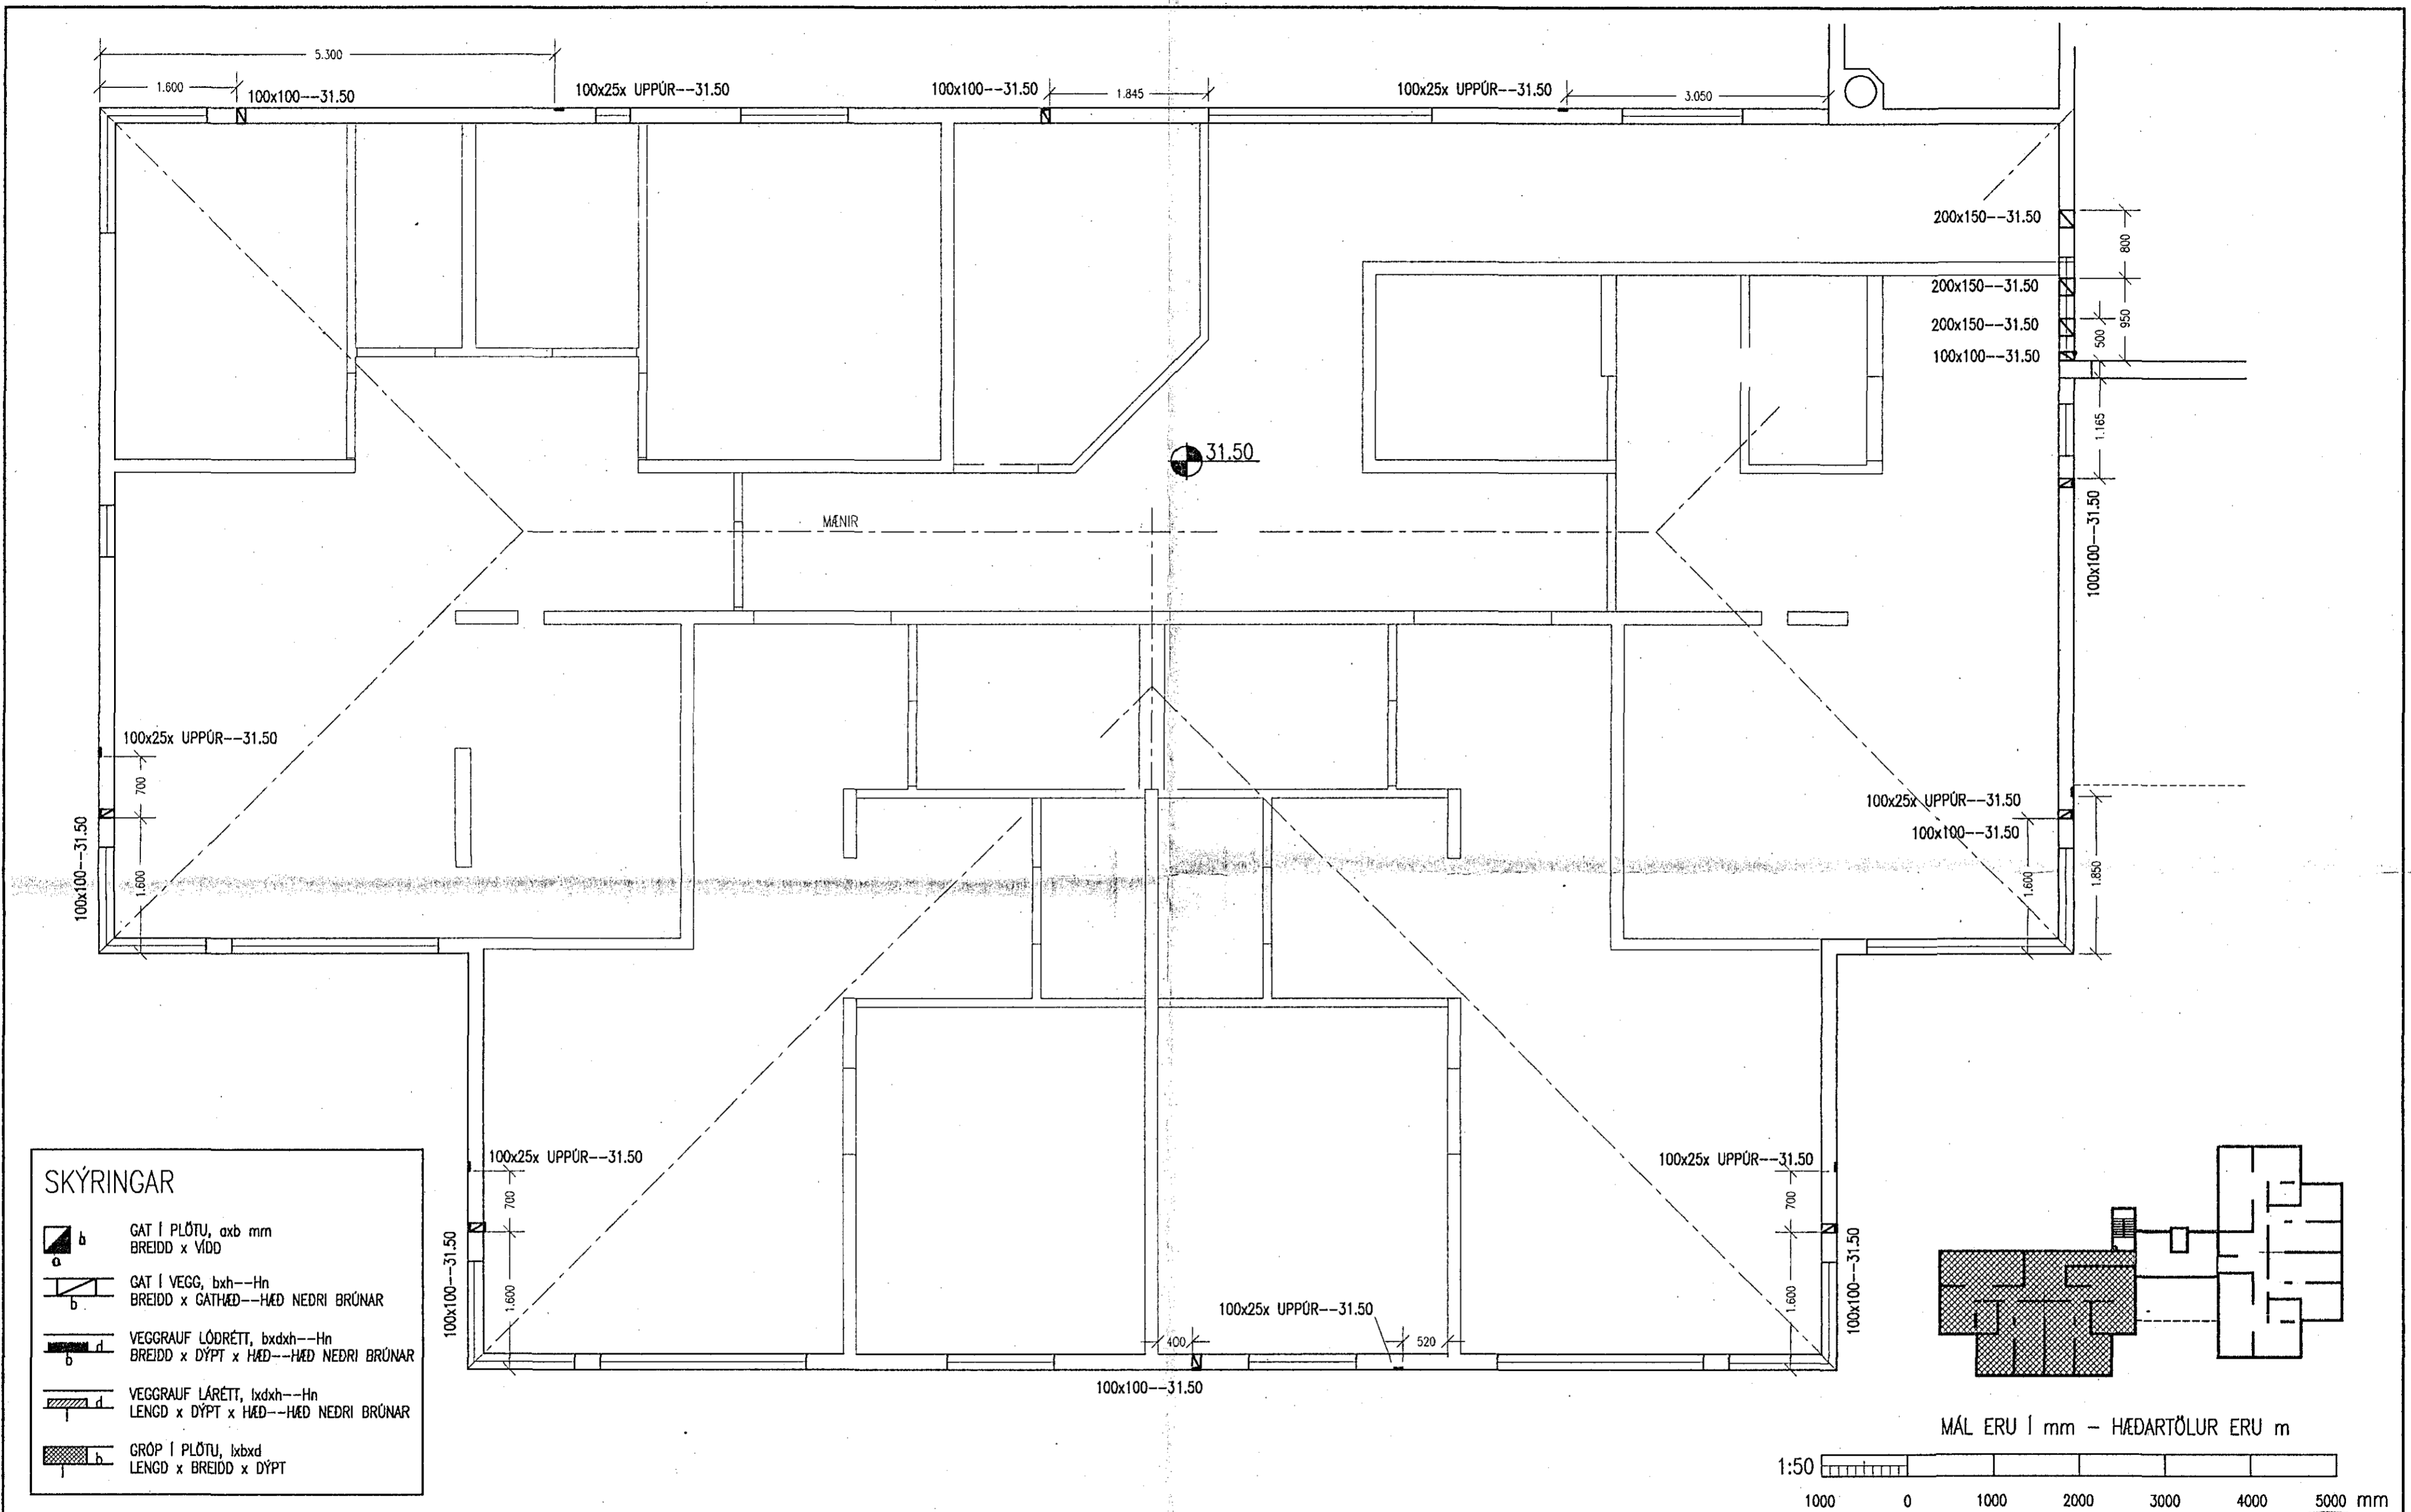 5.300
1.600
100x100--31.50
100x25x UPPÚR--31.50
100x100--31.50
1.845
100x25x UPPÚR--31.50
3.050
200x150--31.50
800
200x150--31.50
950
200x150--31.50
500
100x100--31.50
1.165
100x100--31.50
31.50
MÆNIR
100x25x UPPÚR--31.50
700
100x100--31.50
1.600
100x25x UPPÚR--31.50
100x100--31.50
1.600
1.850
100x25x UPPÚR--31.50
700
100x100--31.50
1.600
100x25x UPPÚR--31.50
700
100x100--31.50
1.600
100x25x UPPÚR--31.50
400
520
100x100--31.50
SKÝRINGAR
b
a
GAT Í PLÖTU, axb mm
BREIDD x VÍDD
b
GAT Í VEGG, bxh--Hn
BREIDD x GATHÆÐ--HÆÐ NEÐRI BRÚNAR
d
b
VEGGRAUF LÓÐRÉTT, bxdxh--Hn
BREIDD x DÝPT x HÆÐ--HÆÐ NEÐRI BRÚNAR
d
l
VEGGRAUF LÁRÉTT, lxdxh--Hn
LENGD x DÝPT x HÆÐ--HÆÐ NEÐRI BRÚNAR
b
l
GRÓP Í PLÖTU, lxbxd
LENGD x BREIDD x DÝPT
MÁL ERU Í mm - HÆÐARTÖLUR ERU m
1:50
1000 0 1000 2000 3000 4000 5000 mm